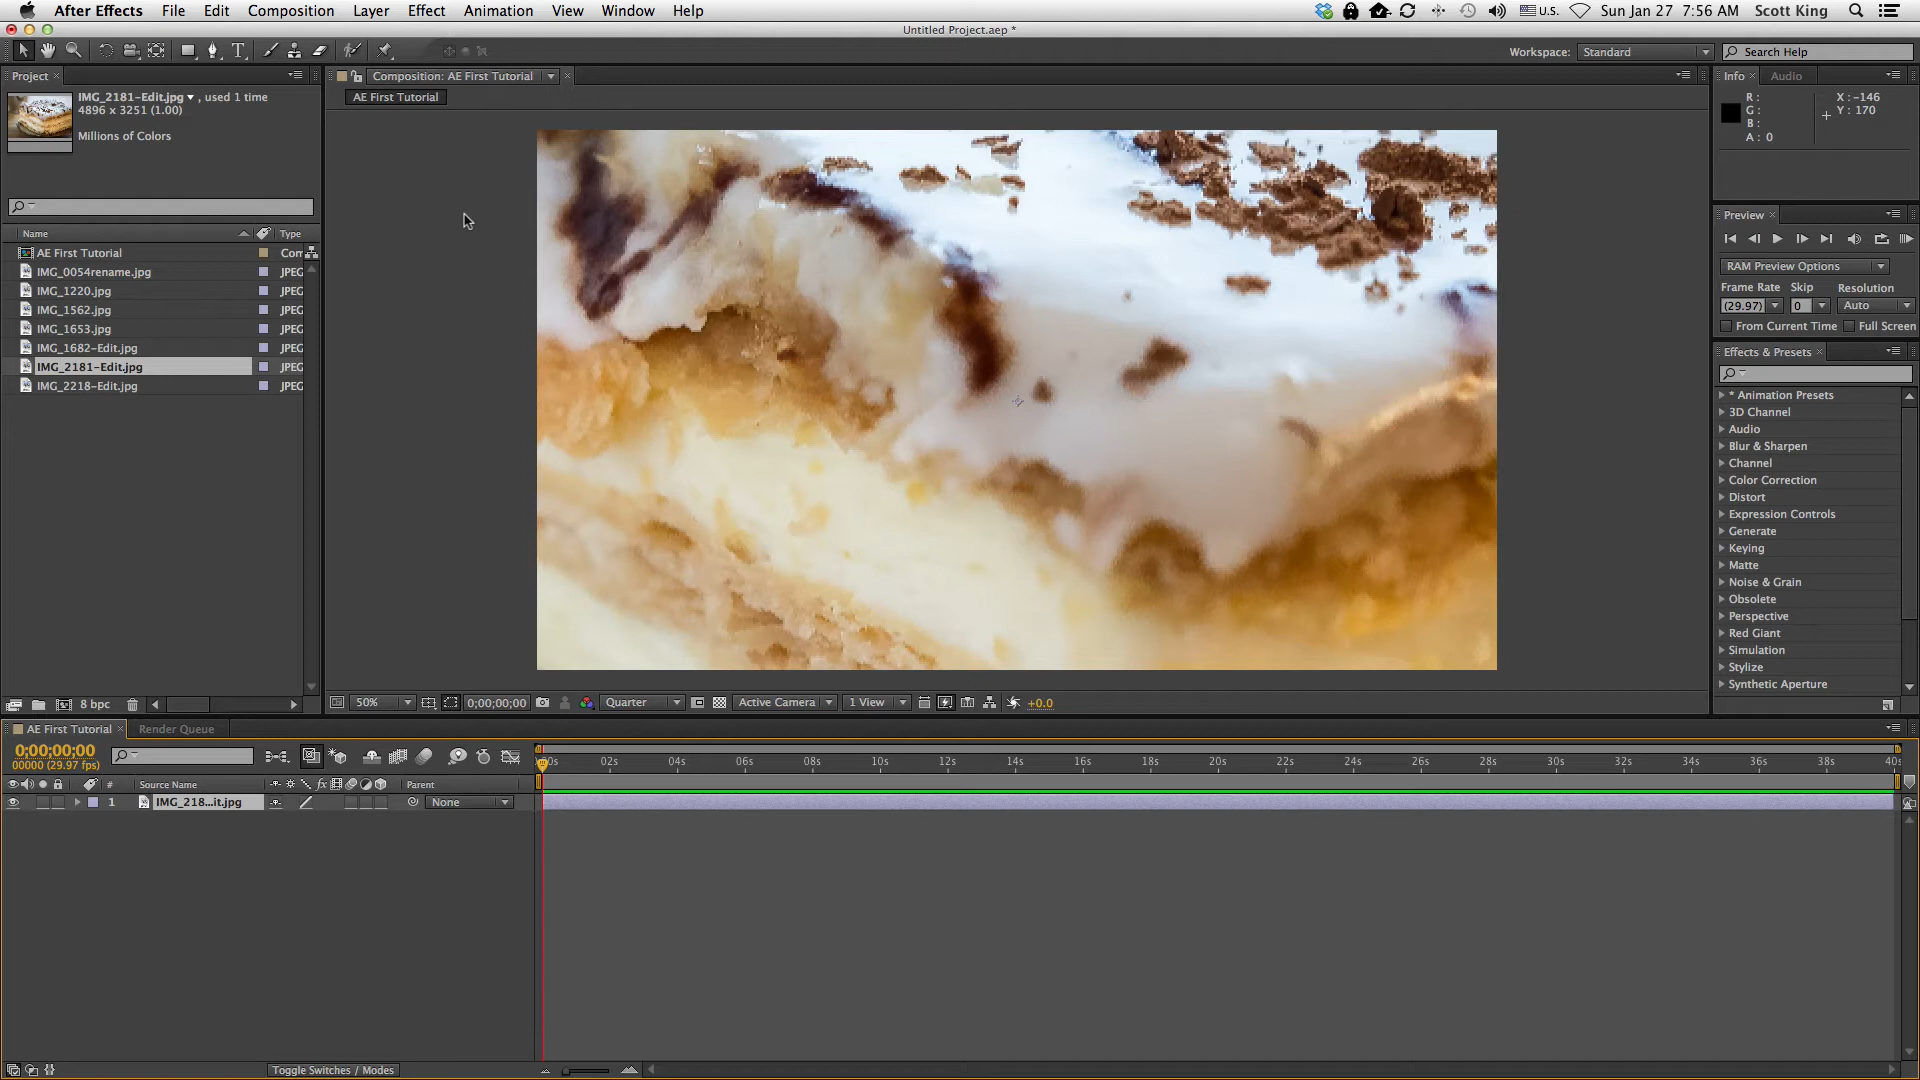 After Effects File Edit Composition Layer Effect Animation View Window Help U.S. Sun Jan 27 7:56 AM Scott King
Untitled Project.aep *
Workspace: Standard Search Help
Project
Composition: AE First Tutorial
Info Audio
AE First Tutorial
IMG_2181-Edit.jpg , used 1 time
4896 x 3251 (1.00)
Millions of Colors
R :
G :
B :
A : 0
X : -146
Y : 170
Preview
Name Type
AE First Tutorial Com
IMG_0054rename.jpg JPEG
IMG_1220.jpg JPEG
IMG_1562.jpg JPEG
IMG_1653.jpg JPEG
IMG_1682-Edit.jpg JPEG
IMG_2181-Edit.jpg JPEG
IMG_2218-Edit.jpg JPEG
RAM Preview Options
Frame Rate Skip Resolution
(29.97) 0 Auto
From Current Time Full Screen
Effects & Presets
* Animation Presets
3D Channel
Audio
Blur & Sharpen
Channel
Color Correction
Distort
Expression Controls
Generate
Keying
Matte
Noise & Grain
Obsolete
Perspective
Red Giant
Simulation
Stylize
Synthetic Aperture
8 bpc
50% 0;00;00;00 Quarter Active Camera 1 View +0.0
AE First Tutorial Render Queue
0;00;00;00
00000 (29.97 fps)
00s 02s 04s 06s 08s 10s 12s 14s 16s 18s 20s 22s 24s 26s 28s 30s 32s 34s 36s 38s 40s
# Source Name fx Parent
1 IMG_218...it.jpg None
Toggle Switches / Modes